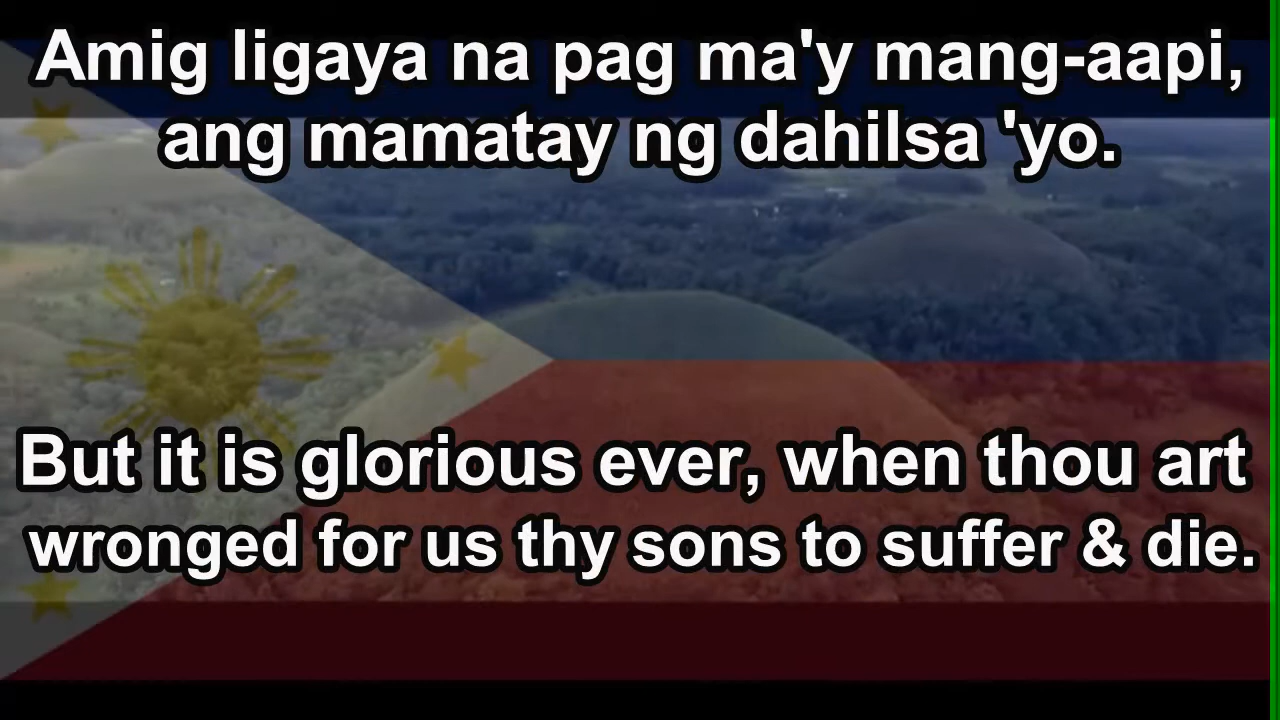 Amig ligaya na pag ma'y mang-aapi,
ang mamatay ng dahilsa 'yo.
But it is glorious ever, when thou art
wronged for us thy sons to suffer & die.